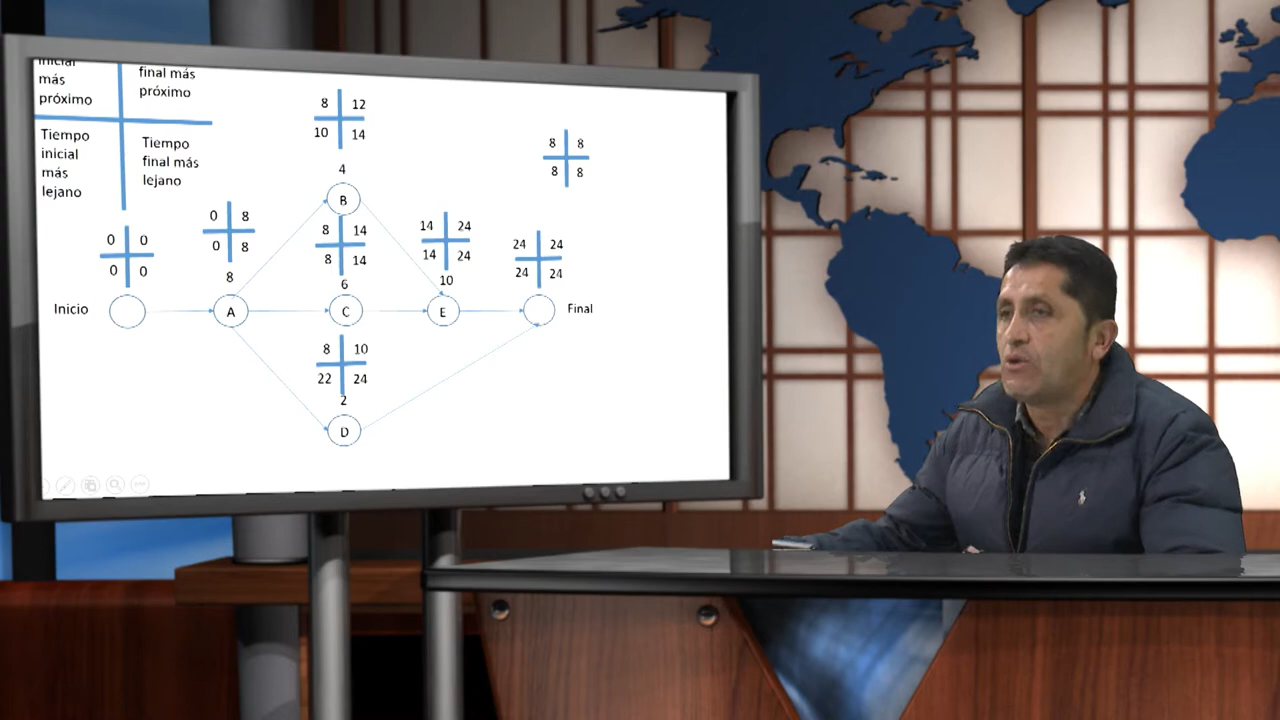 inicial
más
próximo
final más
próximo
Tiempo
inicial
más
lejano
Tiempo
final más
lejano
8 12
10 14
4
B
8 8
8 8
0 0
0 0
0 8
0 8
8
8 14
8 14
6
14 24
14 24
10
24 24
24 24
Inicio
A
C
E
Final
8 10
22 24
2
D